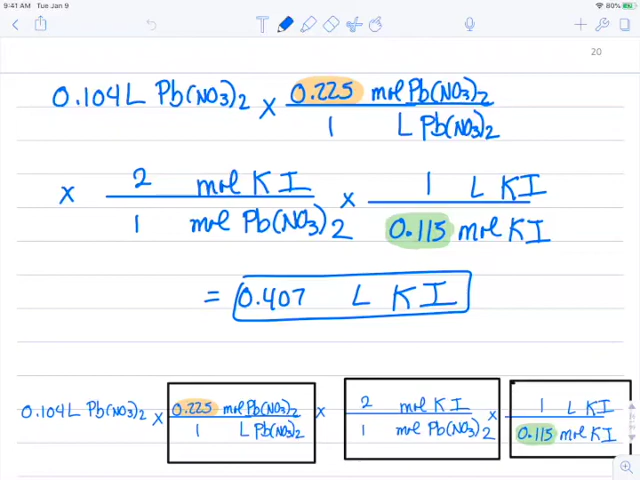 9:41 AM Tue Jan 9
80%
20
0.104 L Pb(NO3)2 × 0.225 mol Pb(NO3)2
1 L Pb(NO3)2
× 2 mol KI × 1 L KI
1 mol Pb(NO3)2 0.115 mol KI
= 0.407 L KI
0.104 L Pb(NO3)2 × 0.225 mol Pb(NO3)2 × 2 mol KI × 1 L KI
1 L Pb(NO3)2 1 mol Pb(NO3)2 0.115 mol KI